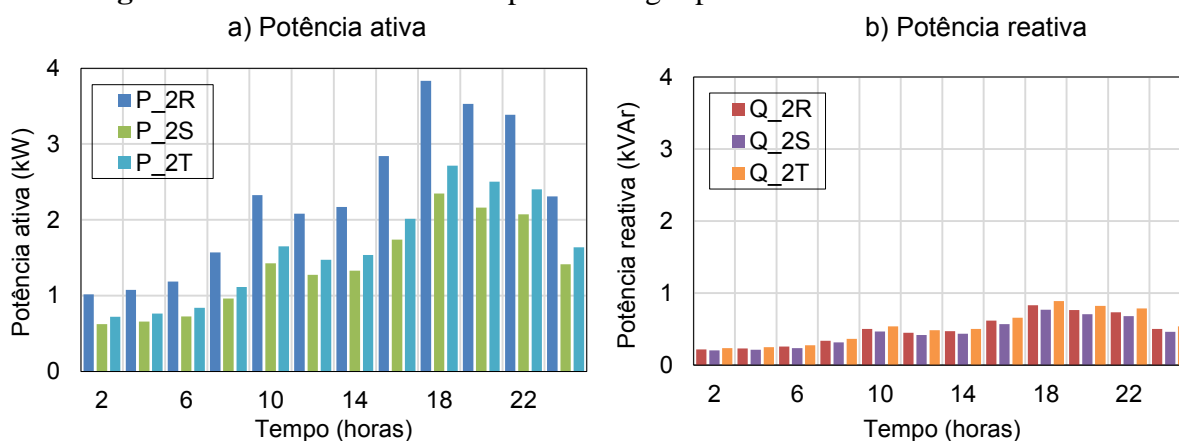 a) Potência ativa
Potência ativa (kW)
4
3
2
1
0
P_2R
P_2S
P_2T
2 6 10 14 18 22
Tempo (horas)
b) Potência reativa
Potência reativa (kVAr)
4
3
2
1
0
Q_2R
Q_2S
Q_2T
2 6 10 14 18 22
Tempo (horas)